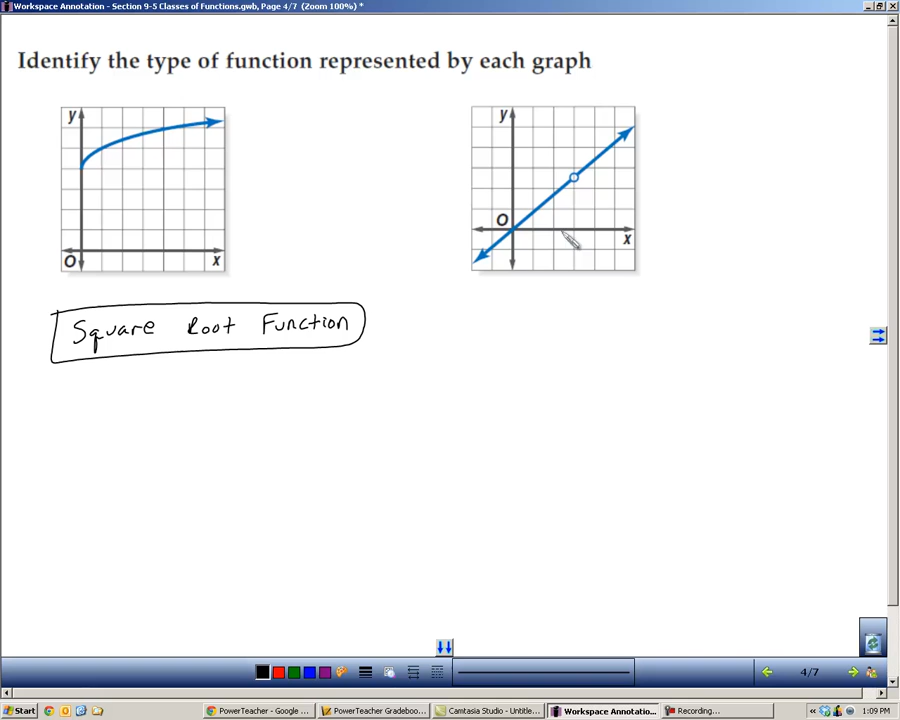 Workspace Annotation - Section 9-5 Classes of Functions.gwb, Page 4/7 (Zoom 100%) *
Identify the type of function represented by each graph
y
O
x
y
O
x
Square Root Function
4/7
Start
PowerTeacher - Google ...
PowerTeacher Gradeboo...
Camtasia Studio - Untitle...
Workspace Annotatio...
Recording...
1:09 PM